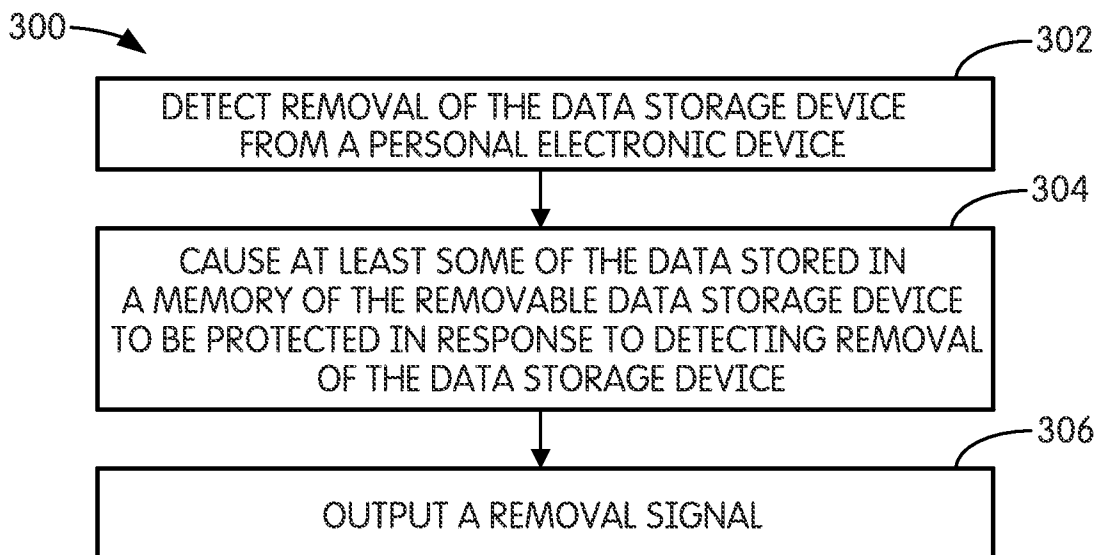 300
302
DETECT REMOVAL OF THE DATA STORAGE DEVICE
FROM A PERSONAL ELECTRONIC DEVICE
304
CAUSE AT LEAST SOME OF THE DATA STORED IN
A MEMORY OF THE REMOVABLE DATA STORAGE DEVICE
TO BE PROTECTED IN RESPONSE TO DETECTING REMOVAL
OF THE DATA STORAGE DEVICE
306
OUTPUT A REMOVAL SIGNAL